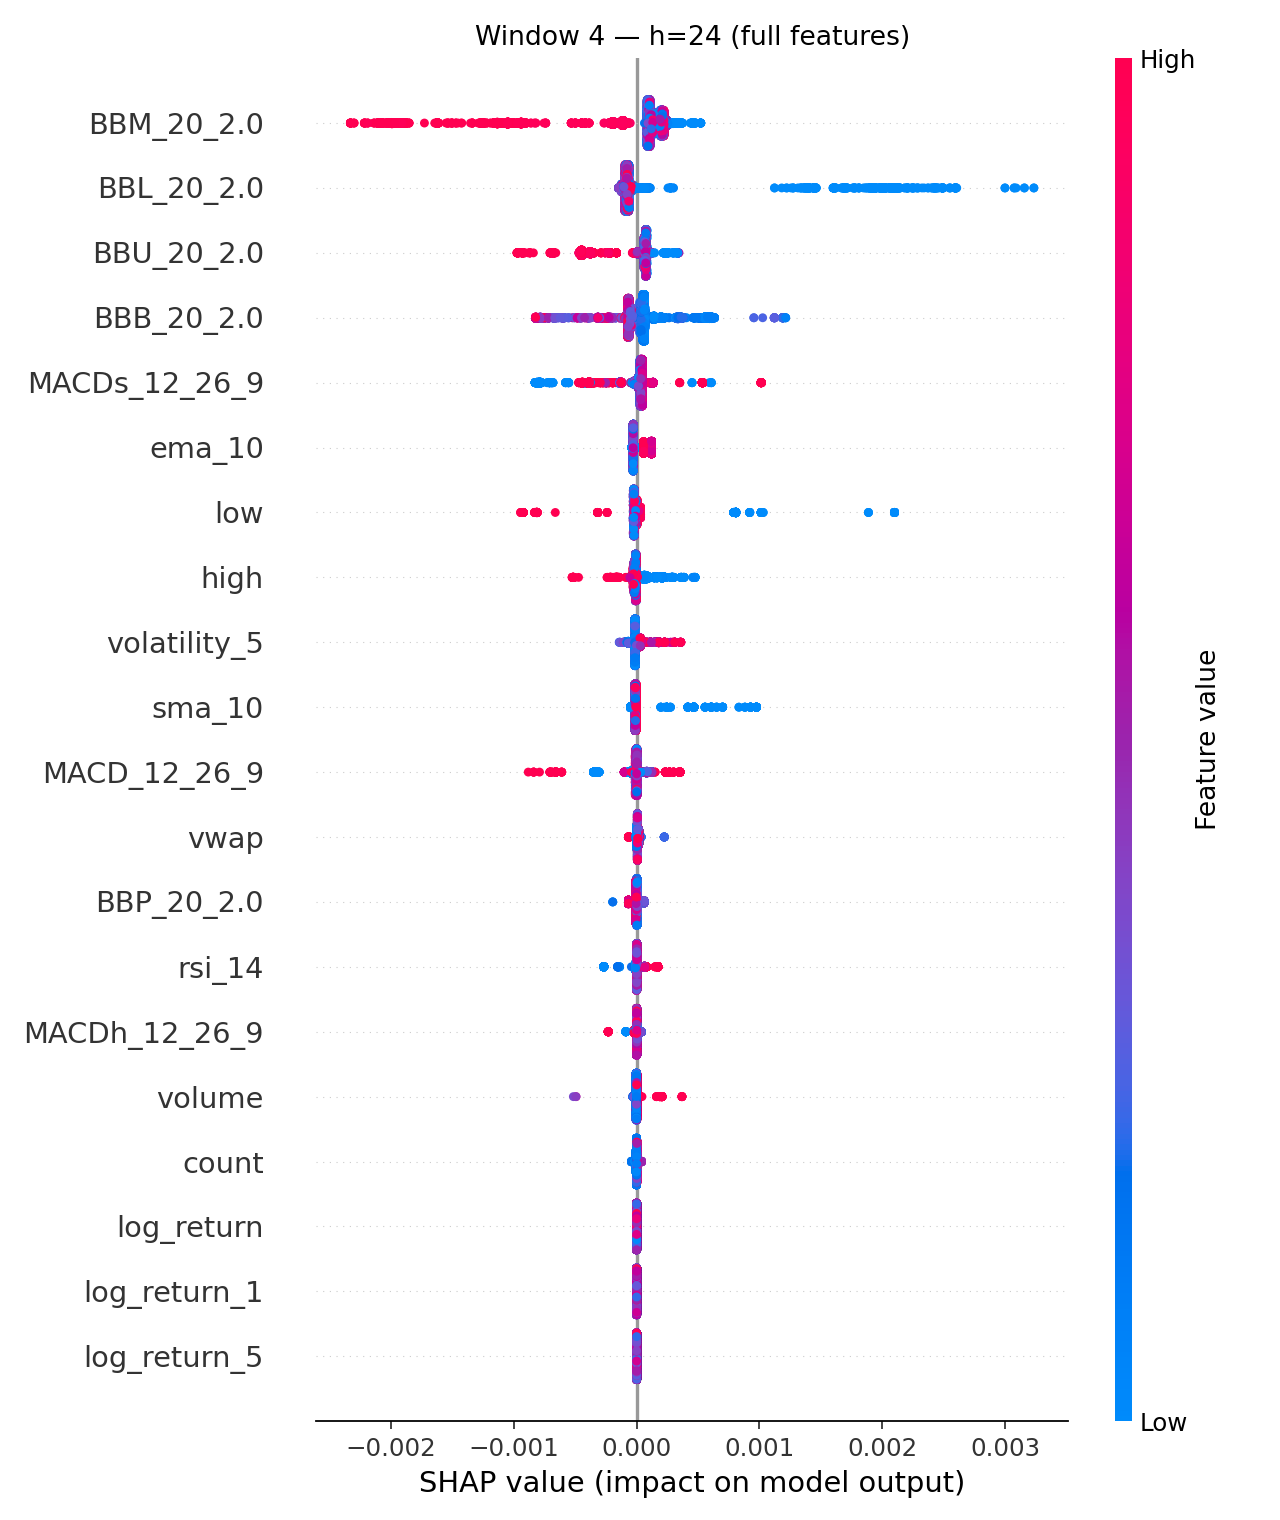 Window 4 — h=24 (full features)
High
BBM_20_2.0
BBL_20_2.0
BBU_20_2.0
BBB_20_2.0
MACDs_12_26_9
ema_10
low
high
volatility_5
sma_10
MACD_12_26_9
vwap
BBP_20_2.0
rsi_14
MACDh_12_26_9
volume
count
log_return
log_return_1
log_return_5
Feature value
Low
−0.002 −0.001 0.000 0.001 0.002 0.003
SHAP value (impact on model output)